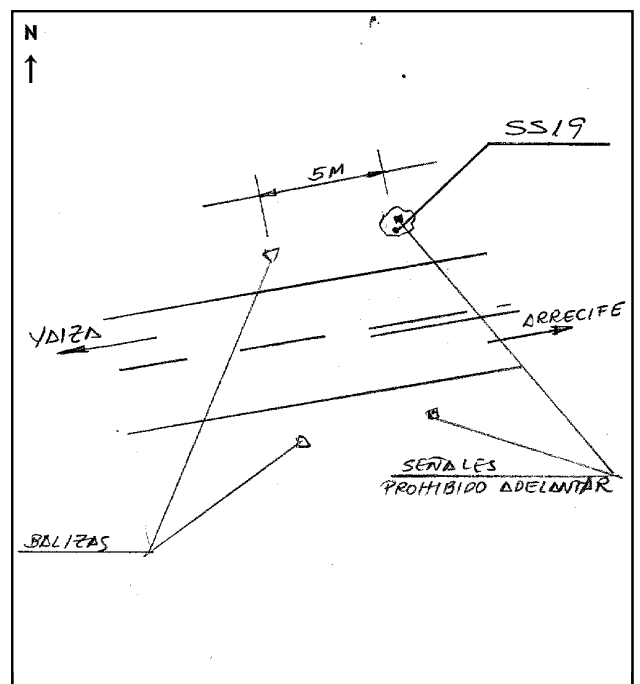 N
SS19
5M
YAIZA
ARRECIFE
SEÑALES
PROHIBIDO ADELANTAR
BALIZAS